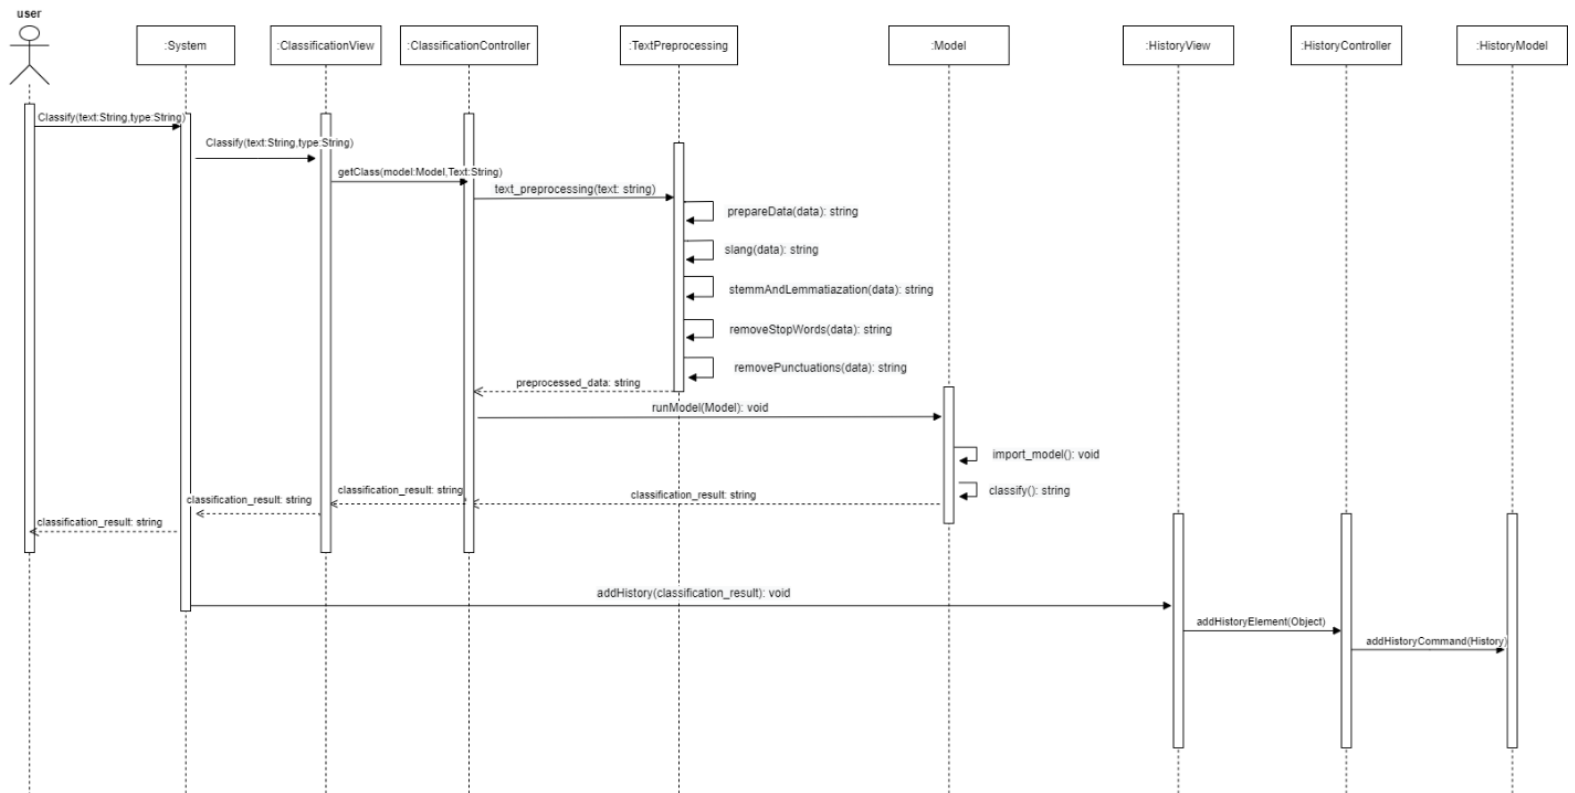 user
:System
:ClassificationView
:ClassificationController
:TextPreprocessing
:Model
:HistoryView
:HistoryController
:HistoryModel
Classify(text:String,type:String)
Classify(text:String,type:String)
getClass(model:Model,Text:String)
text_preprocessing(text: string)
prepareData(data): string
slang(data): string
stemmAndLemmatiazation(data): string
removeStopWords(data): string
removePunctuations(data): string
preprocessed_data: string
runModel(Model): void
import_model(): void
classify(): string
classification_result: string
classification_result: string
classification_result: string
classification_result: string
addHistory(classification_result): void
addHistoryElement(Object)
addHistoryCommand(History)